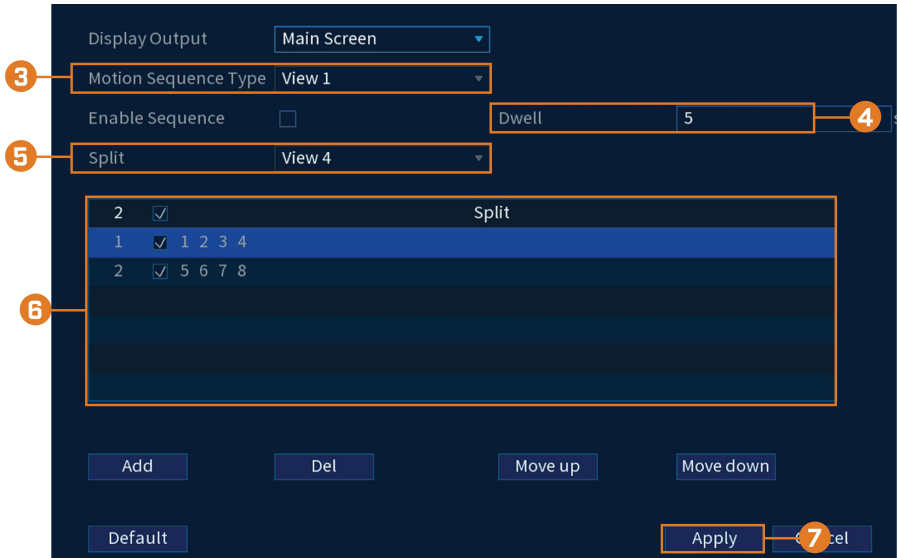 Display Output Main Screen
3 Motion Sequence Type View 1
Enable Sequence Dwell 5 4
5 Split View 4
2 Split
1 1 2 3 4
2 5 6 7 8
6
Add Del Move up Move down
Default Apply 7